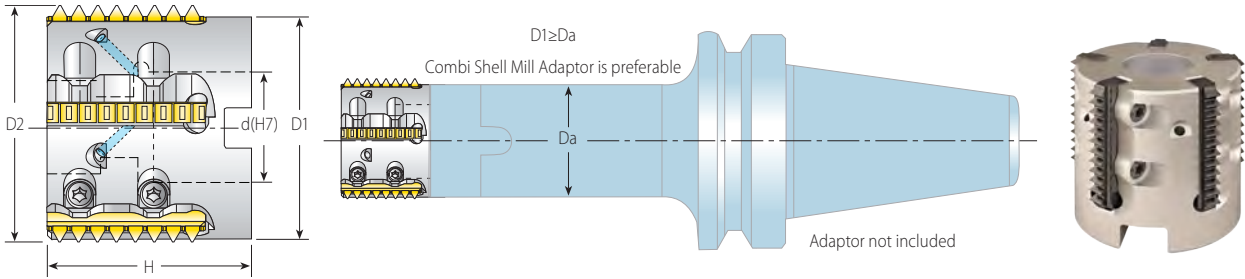 D1≥Da
Combi Shell Mill Adaptor is preferable
D2
d(H7)
D1
Da
H
Adaptor not included